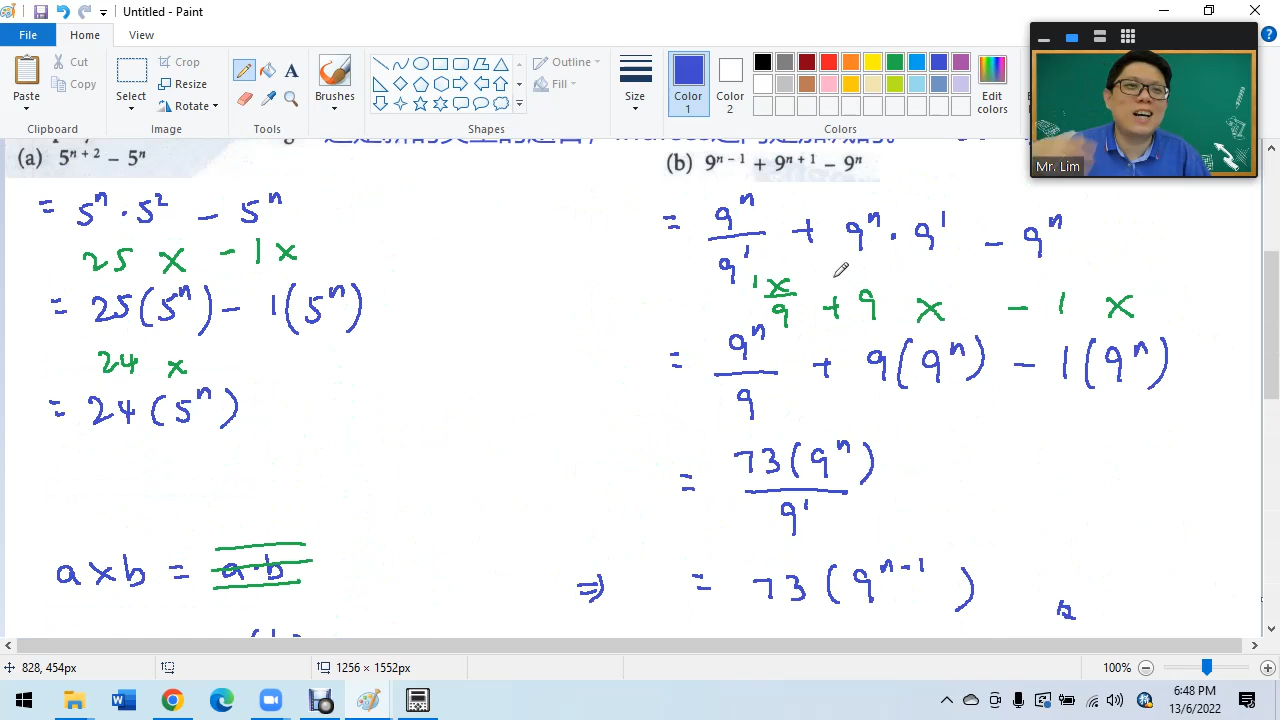 Untitled - Paint
File Home View
Paste Cut Copy Clipboard
Select Crop Resize Rotate Image
Tools
Brushes
Outline Fill Shapes
Size
Color 1 Color 2 Edit colors Colors
Mr. Lim
(a) 5ⁿ⁺² – 5ⁿ
= 5ⁿ · 5² – 5ⁿ
25 x – 1 x
= 25(5ⁿ) – 1(5ⁿ)
24 x
= 24(5ⁿ)
a × b = a·b
(b) 9ⁿ⁻¹ + 9ⁿ⁺¹ – 9ⁿ
= 9ⁿ/9¹ + 9ⁿ · 9¹ – 9ⁿ
1x/9 + 9 x – 1 x
= 9ⁿ/9 + 9(9ⁿ) – 1(9ⁿ)
= 73(9ⁿ)/9¹
⇒ = 73(9ⁿ⁻¹)
828, 454px 1256 × 1552px 100%
6:48 PM
13/6/2022